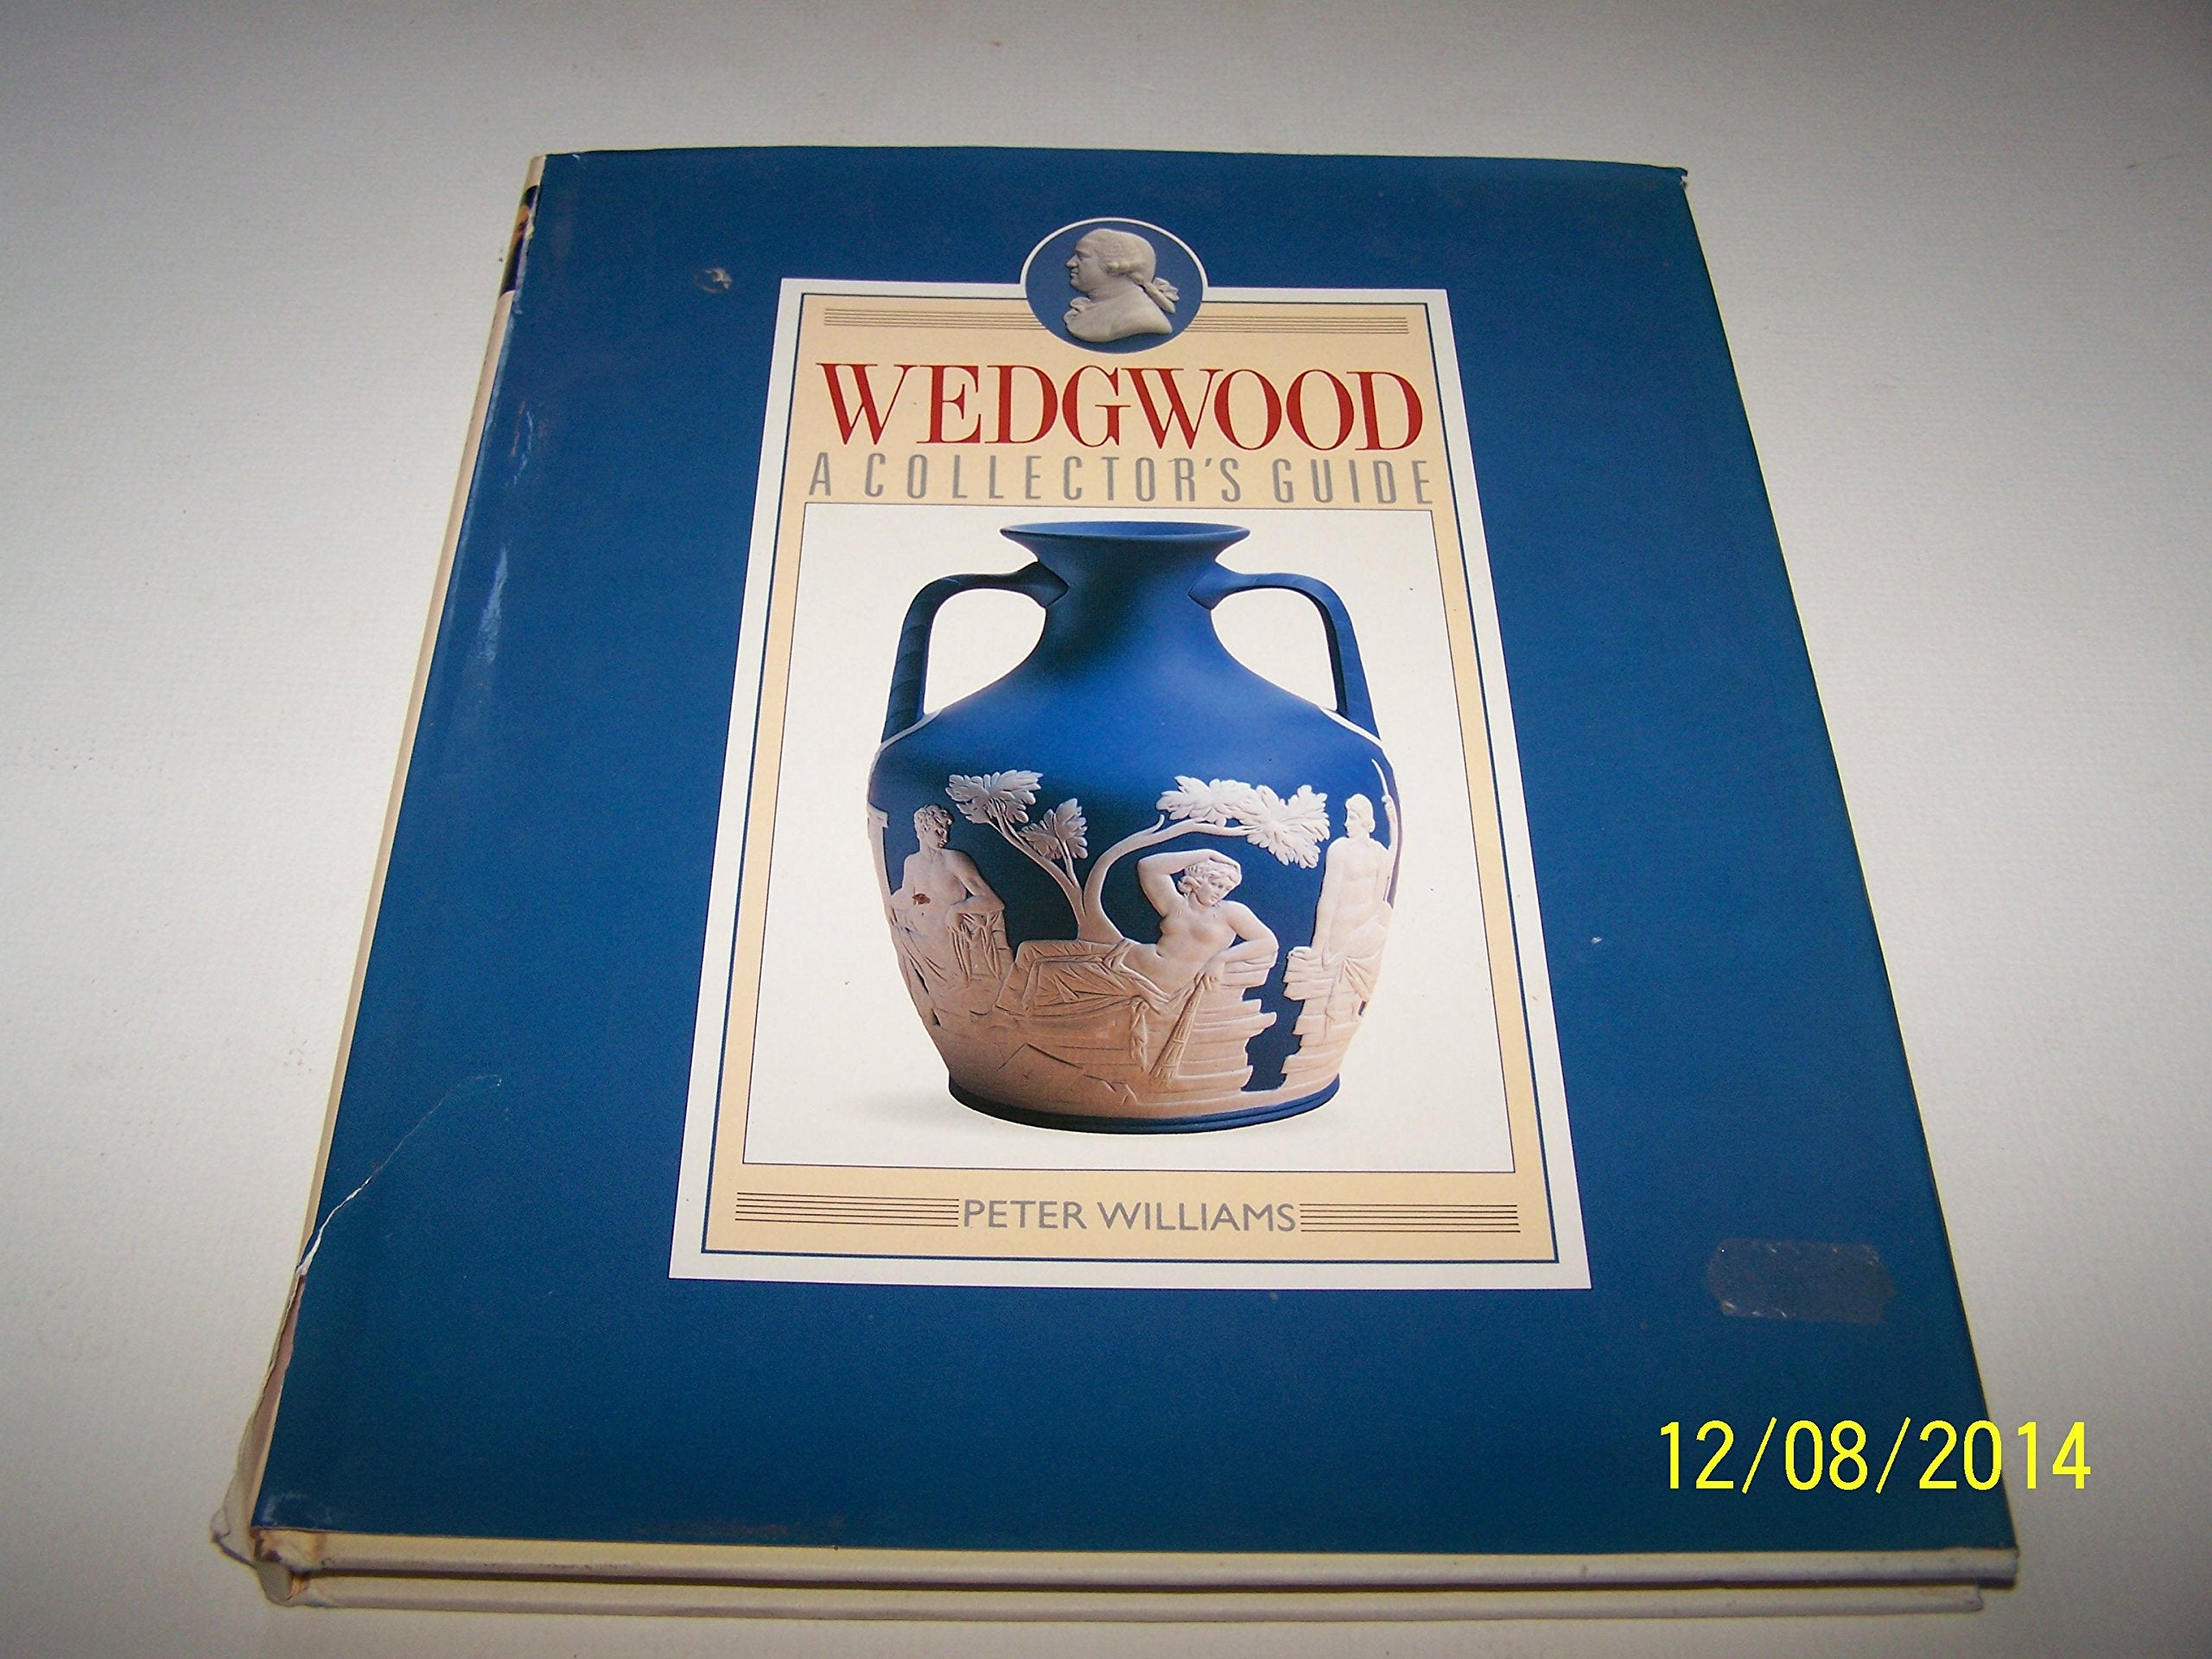 WEDGWOOD
A COLLECTOR'S GUIDE
PETER WILLIAMS
12/08/2014